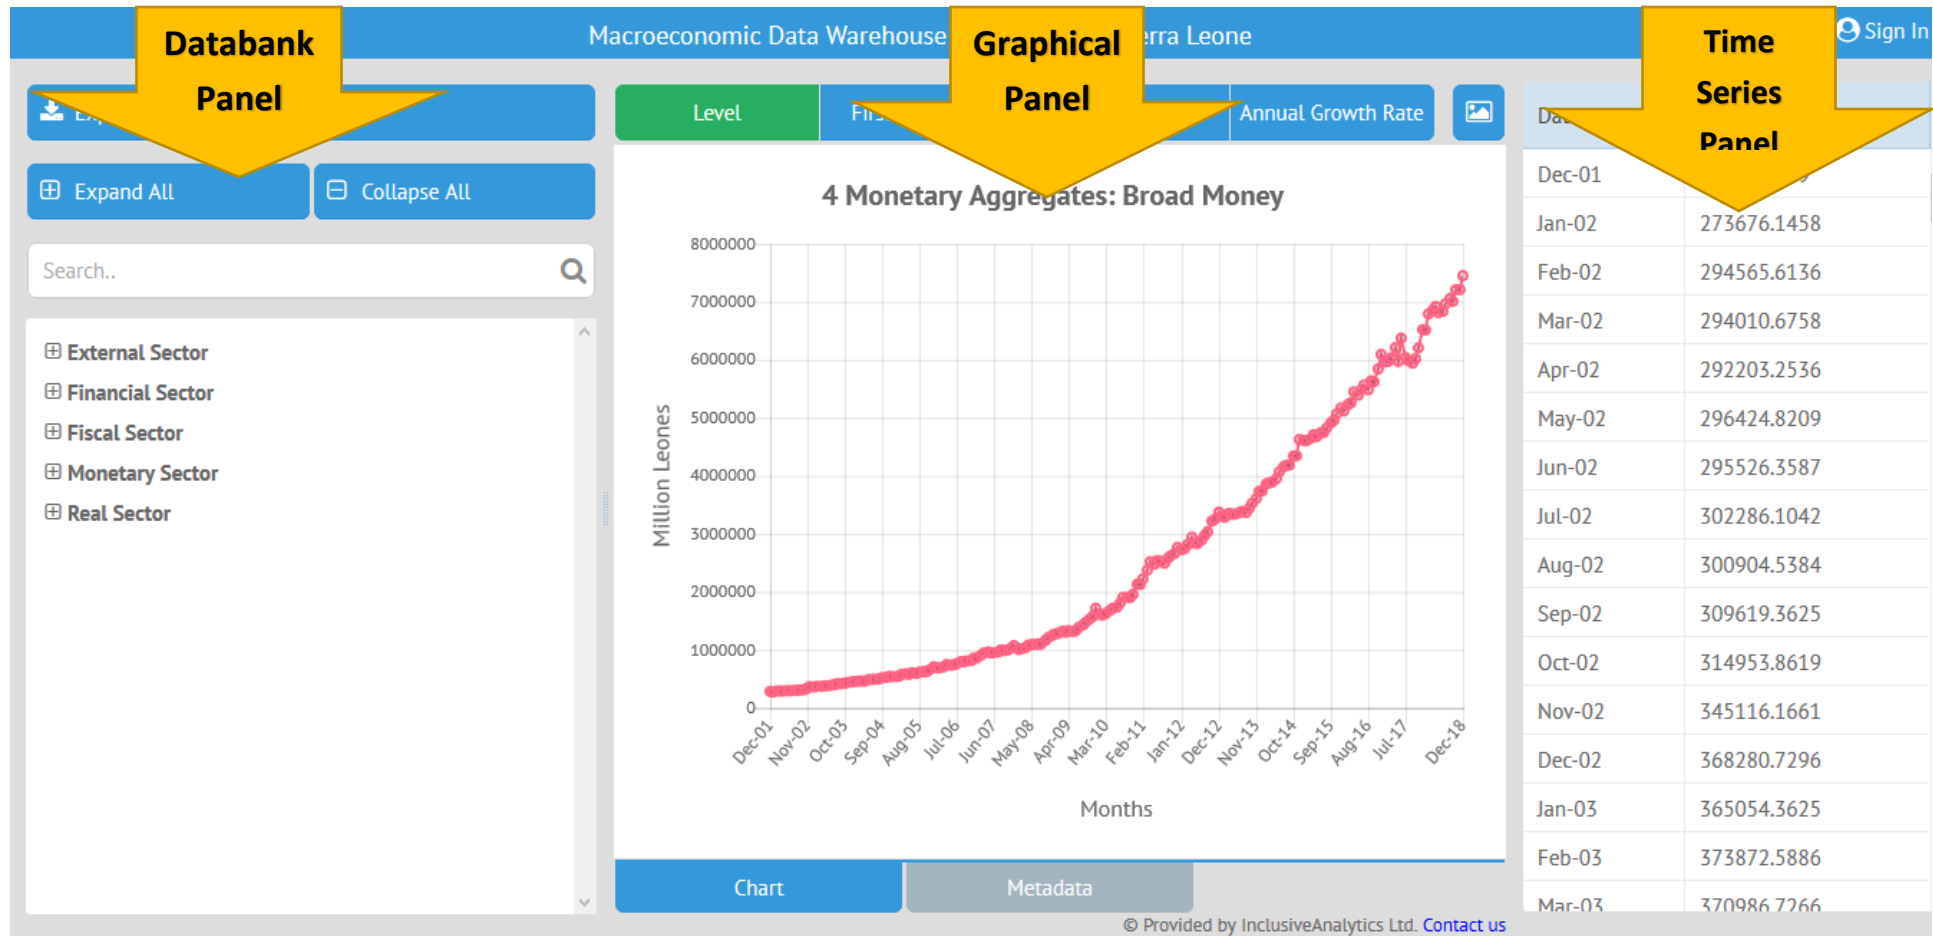 Macroeconomic Data Warehouse
erra Leone
Sign In
Databank
Panel
Graphical
Panel
Time
Series
Panel
Expand All
Collapse All
Search..
External Sector
Financial Sector
Fiscal Sector
Monetary Sector
Real Sector
Level
Annual Growth Rate
4 Monetary Aggregates: Broad Money
Million Leones
8000000
7000000
6000000
5000000
4000000
3000000
2000000
1000000
0
Dec-01
Nov-02
Oct-03
Sep-04
Aug-05
Jul-06
Jun-07
May-08
Apr-09
Mar-10
Feb-11
Jan-12
Dec-12
Nov-13
Oct-14
Sep-15
Aug-16
Jul-17
Dec-18
Months
Chart
Metadata
© Provided by InclusiveAnalytics Ltd. Contact us
Dec-01
Jan-02 273676.1458
Feb-02 294565.6136
Mar-02 294010.6758
Apr-02 292203.2536
May-02 296424.8209
Jun-02 295526.3587
Jul-02 302286.1042
Aug-02 300904.5384
Sep-02 309619.3625
Oct-02 314953.8619
Nov-02 345116.1661
Dec-02 368280.7296
Jan-03 365054.3625
Feb-03 373872.5886
Mar-03 370986.7266